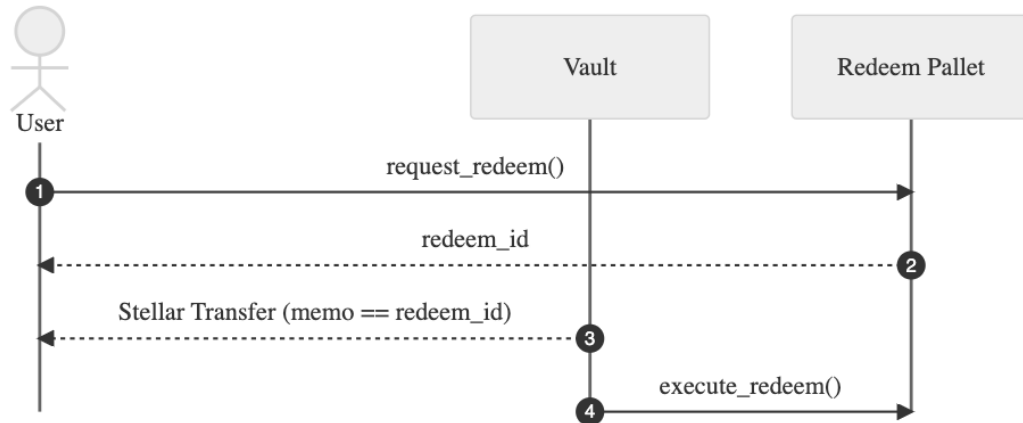 Vault
Redeem Pallet
User
request_redeem()
1
redeem_id
2
Stellar Transfer (memo == redeem_id)
3
execute_redeem()
4